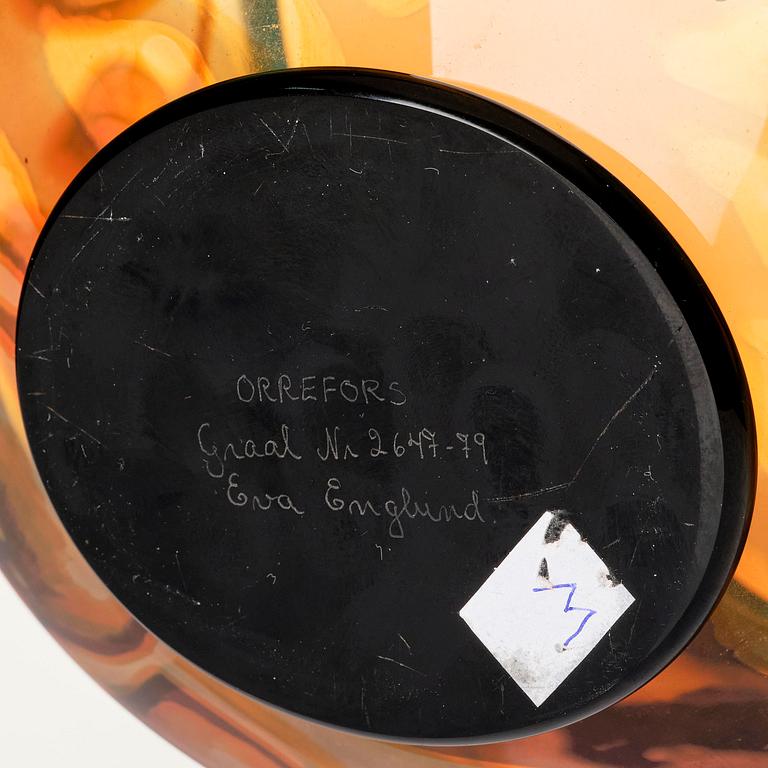 ORREFORS
Graal Nr 2647-79
Eva Englund